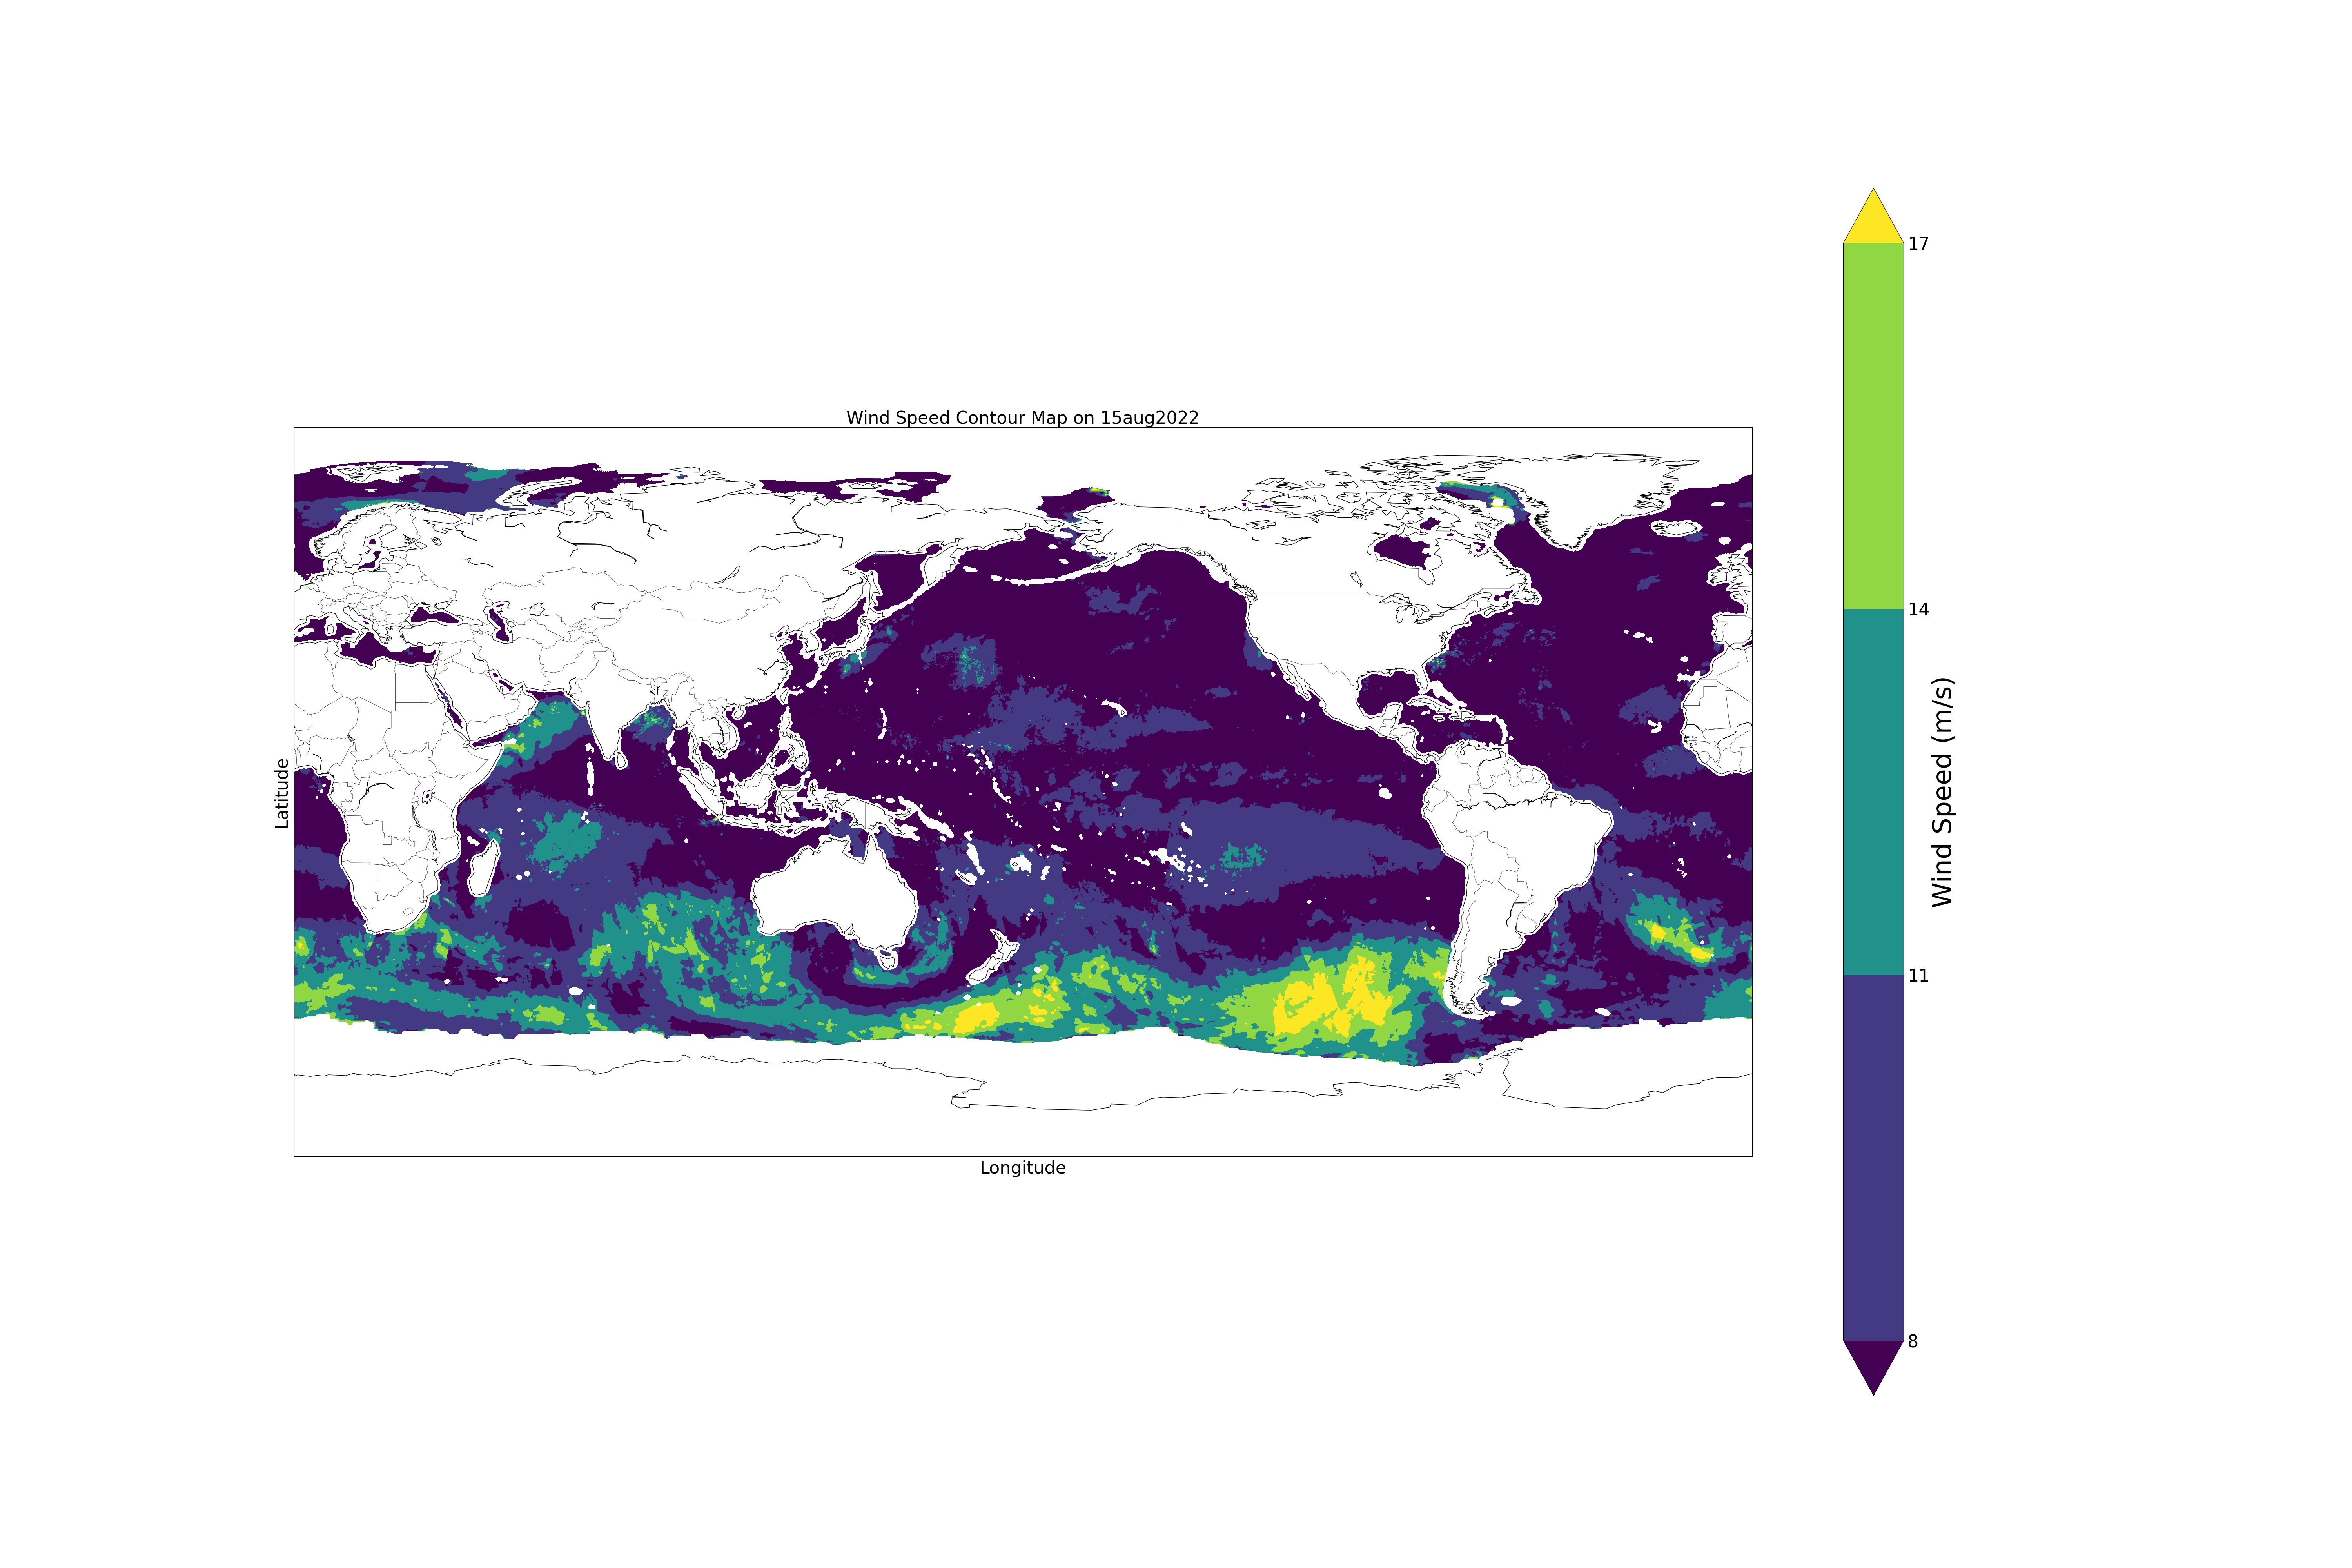 Wind Speed Contour Map on 15aug2022
Latitude
Longitude
17
14
11
8
Wind Speed (m/s)